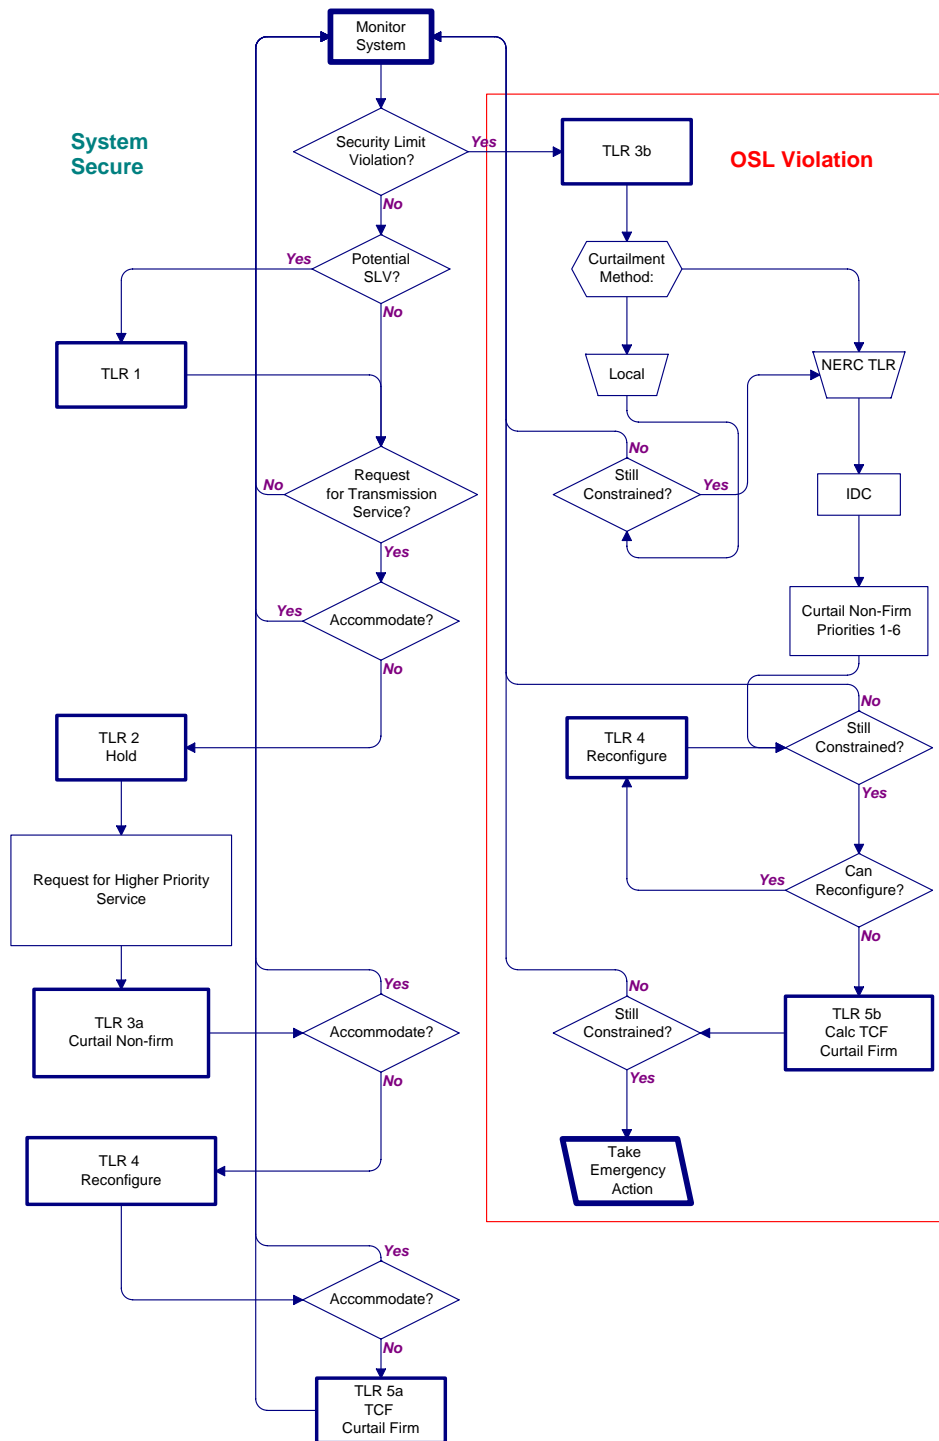 Monitor
System
System
Secure
Security Limit
Violation?
Yes
TLR 3b
OSL Violation
No
Potential
SLV?
Yes
No
Curtailment
Method:
TLR 1
Local
NERC TLR
Request
for Transmission
Service?
No
Yes
No
Still
Constrained?
Yes
IDC
Accommodate?
Yes
No
Curtail Non-Firm
Priorities 1-6
TLR 2
Hold
TLR 4
Reconfigure
No
Still
Constrained?
Yes
Request for Higher Priority
Service
Can
Reconfigure?
Yes
No
TLR 3a
Curtail Non-firm
Yes
Accommodate?
No
No
Still
Constrained?
Yes
TLR 5b
Calc TCF
Curtail Firm
TLR 4
Reconfigure
Take
Emergency
Action
Yes
Accommodate?
No
TLR 5a
TCF
Curtail Firm